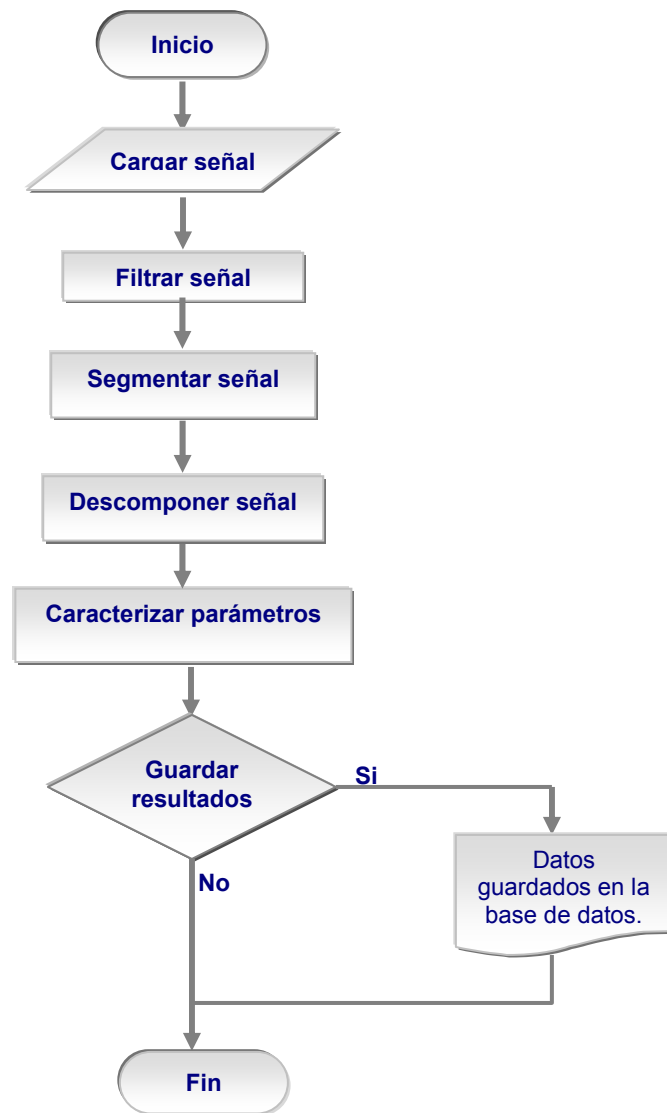 Inicio
Cargar señal
Filtrar señal
Segmentar señal
Descomponer señal
Caracterizar parámetros
Guardar
resultados
Si
No
Datos
guardados en la
base de datos.
Fin